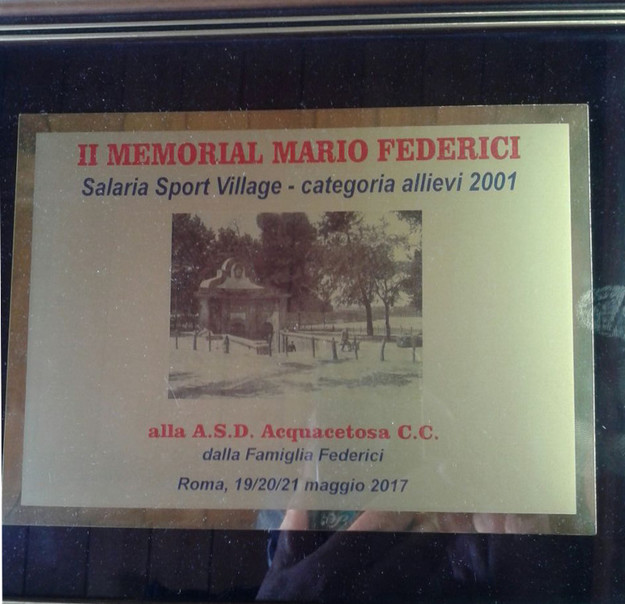 II MEMORIAL MARIO FEDERICI
Salaria Sport Village - categoria allievi 2001
alla A.S.D. Acquacetosa C.C.
dalla Famiglia Federici
Roma, 19/20/21 maggio 2017